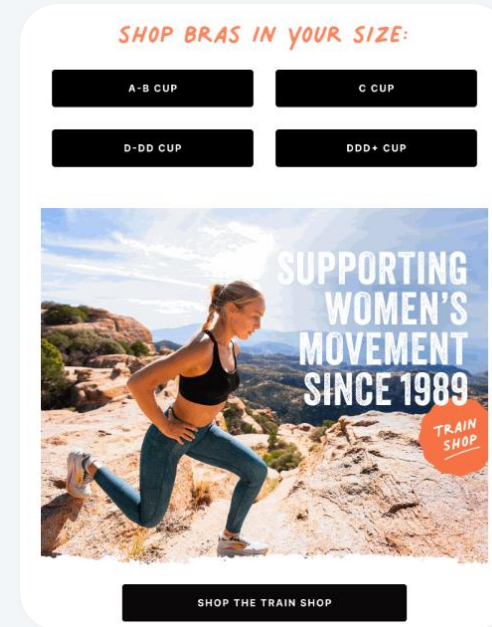 SHOP BRAS IN YOUR SIZE:
A-B CUP
C CUP
D-DD CUP
DDD+ CUP
SUPPORTING
WOMEN'S
MOVEMENT
SINCE 1989
TRAIN
SHOP
SHOP THE TRAIN SHOP